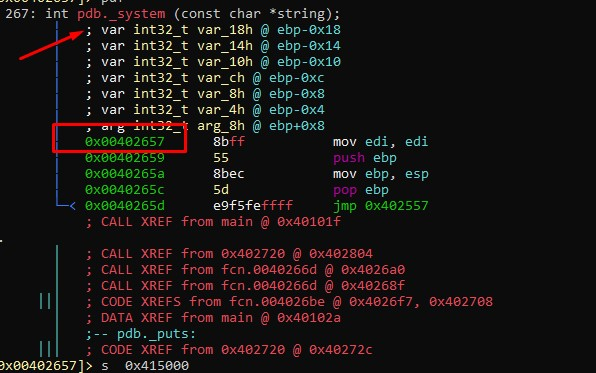 0x00402657]> pdf
267: int pdb._system (const char *string);
; var int32_t var_18h @ ebp-0x18
; var int32_t var_14h @ ebp-0x14
; var int32_t var_10h @ ebp-0x10
; var int32_t var_ch @ ebp-0xc
; var int32_t var_8h @ ebp-0x8
; var int32_t var_4h @ ebp-0x4
; arg int32_t arg_8h @ ebp+0x8
0x00402657 8bff mov edi, edi
0x00402659 55 push ebp
0x0040265a 8bec mov ebp, esp
0x0040265c 5d pop ebp
0x0040265d e9f5feffff jmp 0x402557
; CALL XREF from main @ 0x40101f
; CALL XREF from 0x402720 @ 0x402804
; CALL XREF from fcn.0040266d @ 0x4026a0
; CALL XREF from fcn.0040266d @ 0x40268f
; CODE XREFS from fcn.004026be @ 0x4026f7, 0x402708
; DATA XREF from main @ 0x40102a
;-- pdb._puts:
; CODE XREF from 0x402720 @ 0x40272c
0x00402657]> s 0x415000